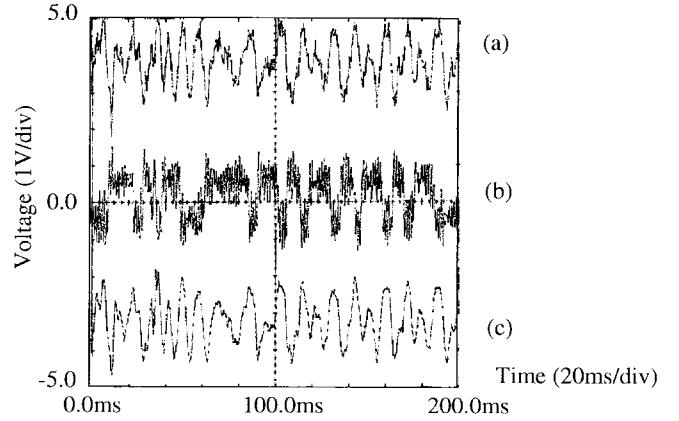 5.0
(a)
Voltage (1V/div)
(b)
0.0
(c)
-5.0
Time (20ms/div)
0.0ms
100.0ms
200.0ms